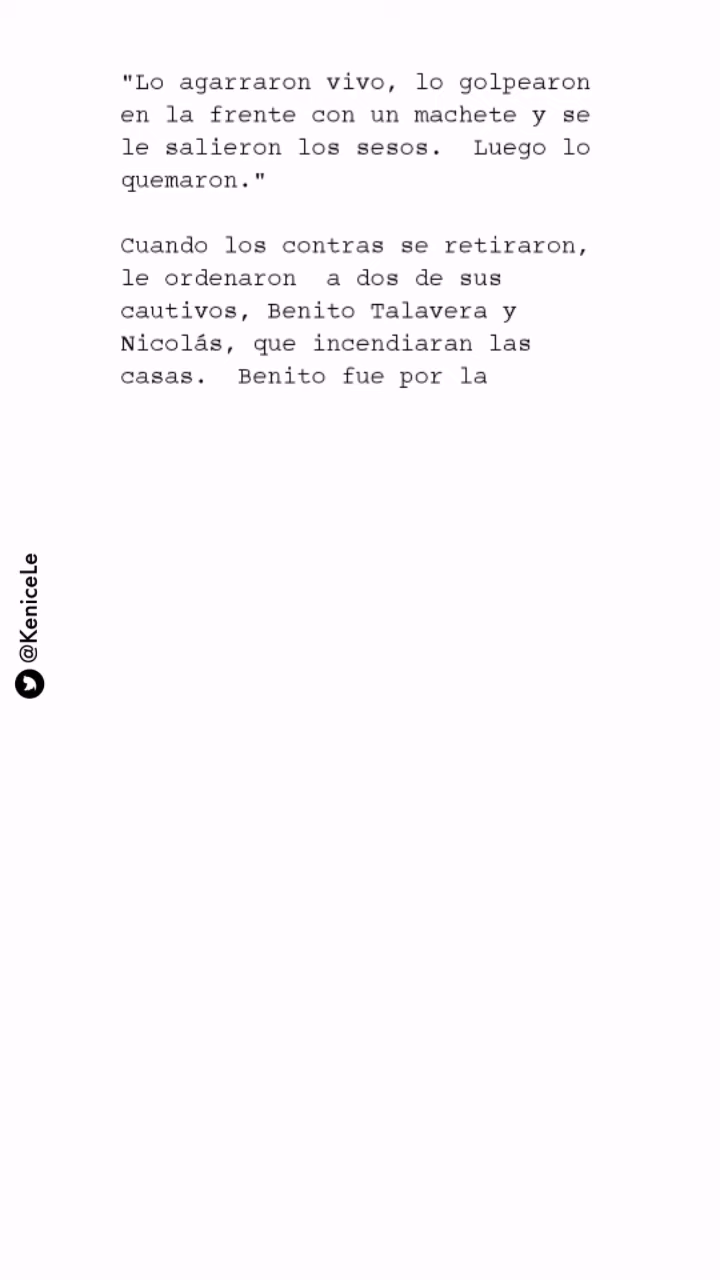 "Lo agarraron vivo, lo golpearon
en la frente con un machete y se
le salieron los sesos.  Luego lo
quemaron."
Cuando los contras se retiraron,
le ordenaron  a dos de sus
cautivos, Benito Talavera y
Nicolás, que incendiaran las
casas.  Benito fue por la
@KeniceLe